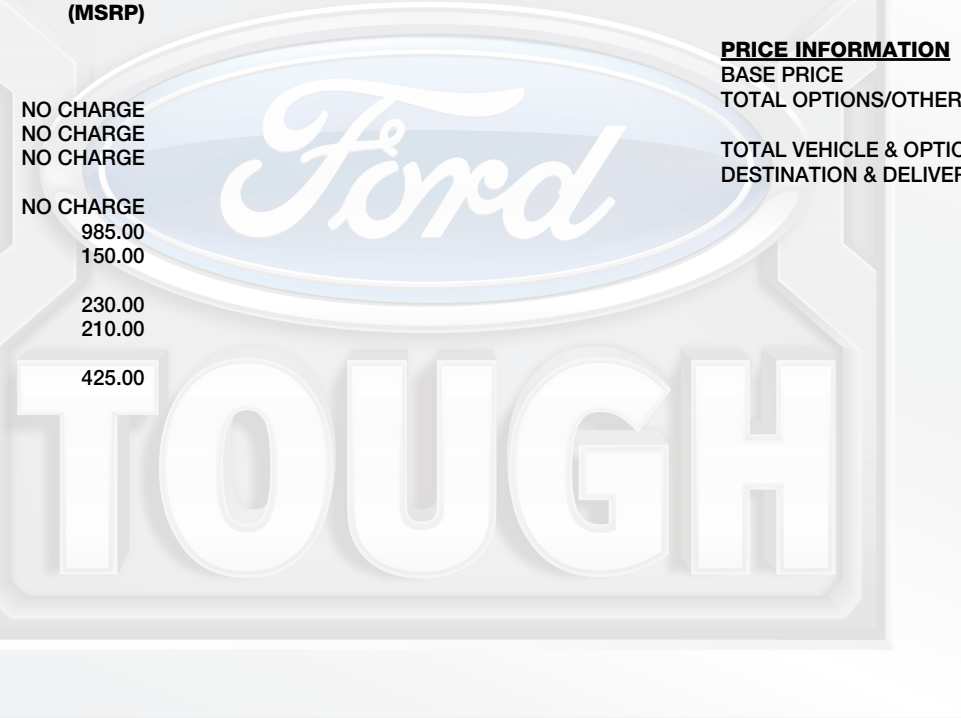 (MSRP)
NO CHARGE
NO CHARGE
NO CHARGE
NO CHARGE
985.00
150.00
230.00
210.00
425.00
PRICE INFORMATION
BASE PRICE
TOTAL OPTIONS/OTHER
TOTAL VEHICLE & OPTIO
DESTINATION & DELIVER
Ford
TOUGH